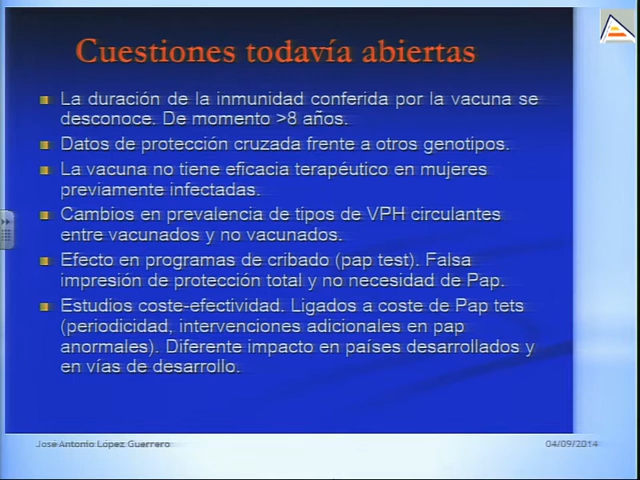 Cuestiones todavía abiertas
La duración de la inmunidad conferida por la vacuna se
desconoce. De momento >8 años.
Datos de protección cruzada frente a otros genotipos.
La vacuna no tiene eficacia terapéutico en mujeres
previamente infectadas.
Cambios en prevalencia de tipos de VPH circulantes
entre vacunados y no vacunados.
Efecto en programas de cribado (pap test). Falsa
impresión de protección total y no necesidad de Pap.
Estudios coste-efectividad. Ligados a coste de Pap tets
(periodicidad, intervenciones adicionales en pap
anormales). Diferente impacto en países desarrollados y
en vías de desarrollo.
José Antonio López Guerrero
04/09/2014